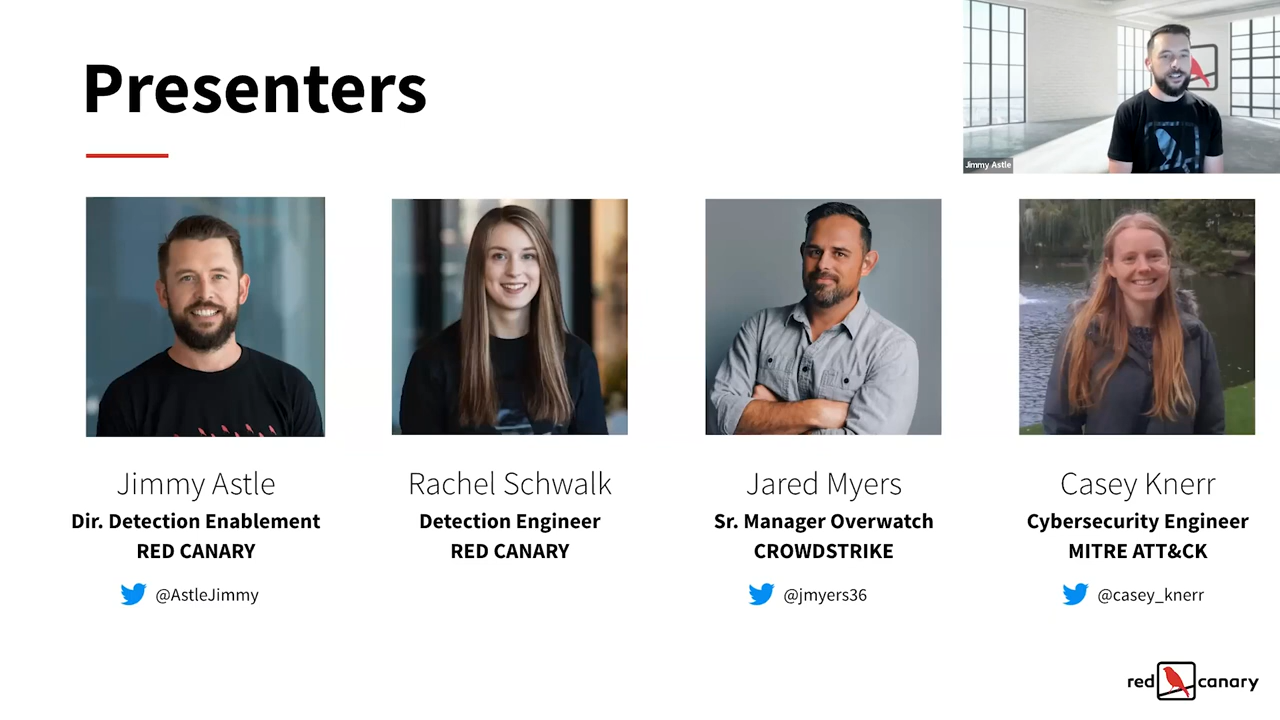 Presenters
Jimmy Astle
Jimmy Astle
Dir. Detection Enablement
RED CANARY
@AstleJimmy
Rachel Schwalk
Detection Engineer
RED CANARY
Jared Myers
Sr. Manager Overwatch
CROWDSTRIKE
@jmyers36
Casey Knerr
Cybersecurity Engineer
MITRE ATT&CK
@casey_knerr
red canary